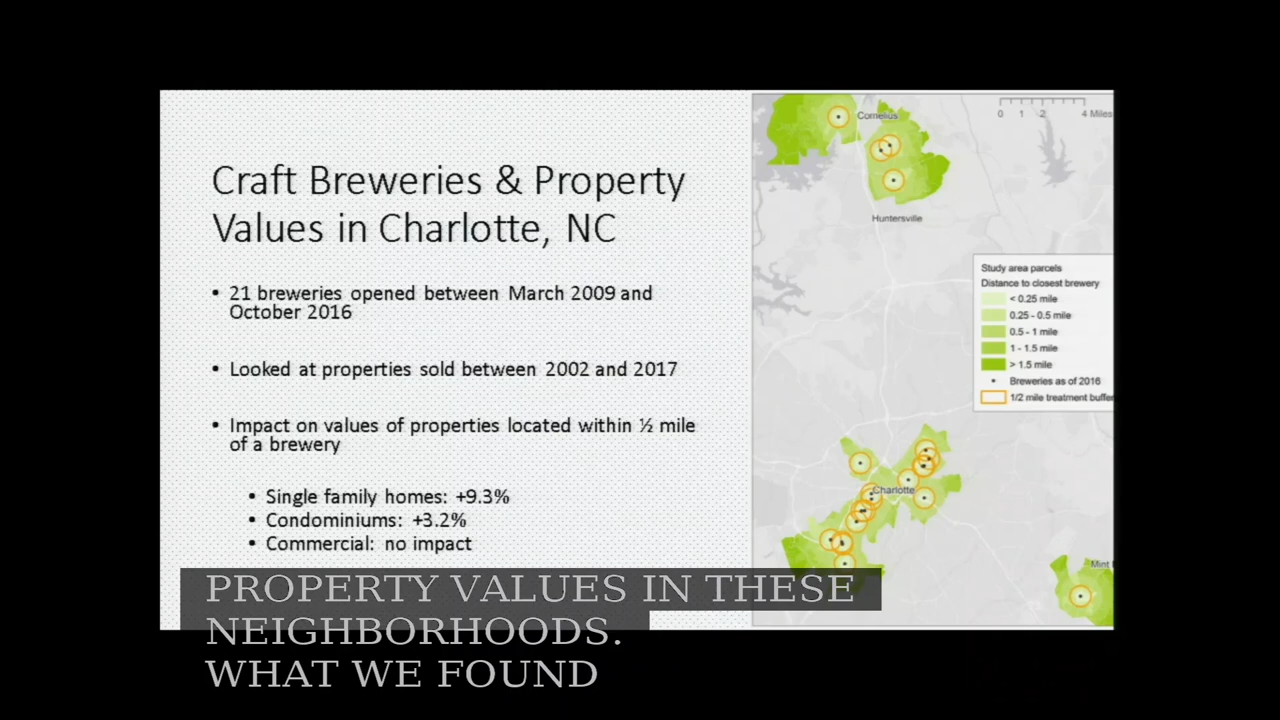 Craft Breweries & Property
Values in Charlotte, NC
• 21 breweries opened between March 2009 and
October 2016
• Looked at properties sold between 2002 and 2017
• Impact on values of properties located within ½ mile
of a brewery
• Single family homes: +9.3%
• Condominiums: +3.2%
• Commercial: no impact
Cornelius
0 1 2 4 Miles
Huntersville
Study area parcels
Distance to closest brewery
< 0.25 mile
0.25 - 0.5 mile
0.5 - 1 mile
1 - 1.5 mile
> 1.5 mile
Breweries as of 2016
1/2 mile treatment buffer
Charlotte
Mint
PROPERTY VALUES IN THESE
NEIGHBORHOODS.
WHAT WE FOUND